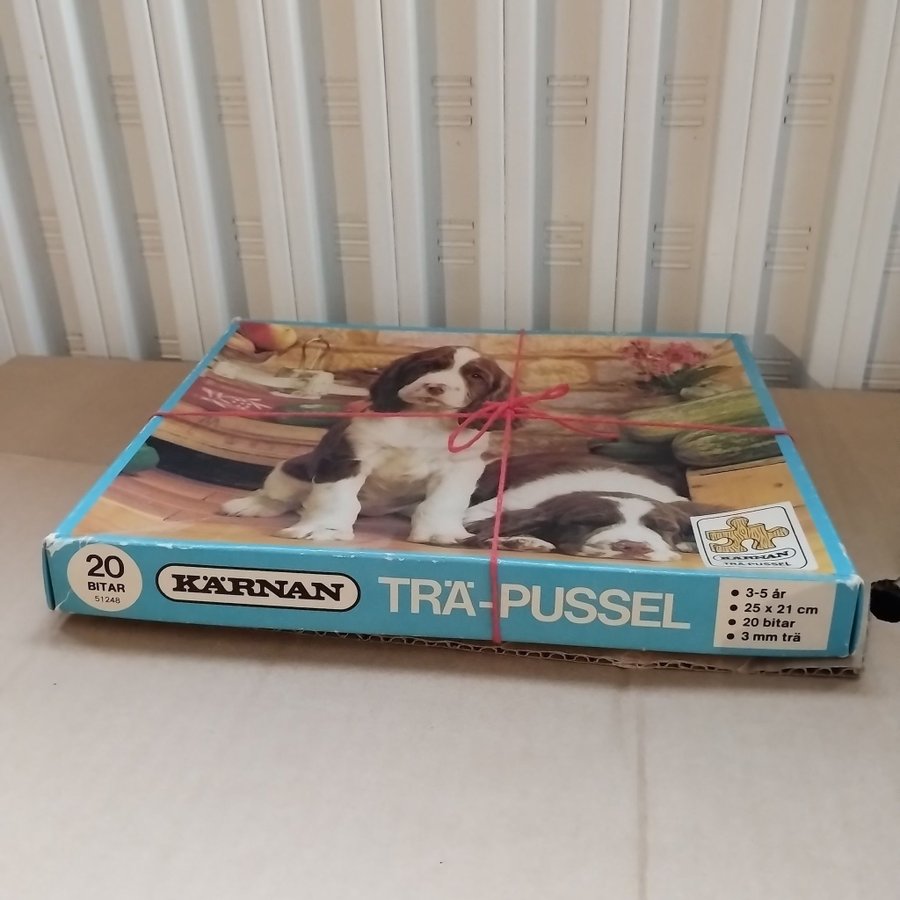 KÄRNAN
TRÄ-PUSSEL
20
BITAR
51248
KÄRNAN
TRÄ-PUSSEL
• 3-5 år
• 25 x 21 cm
• 20 bitar
• 3 mm trä